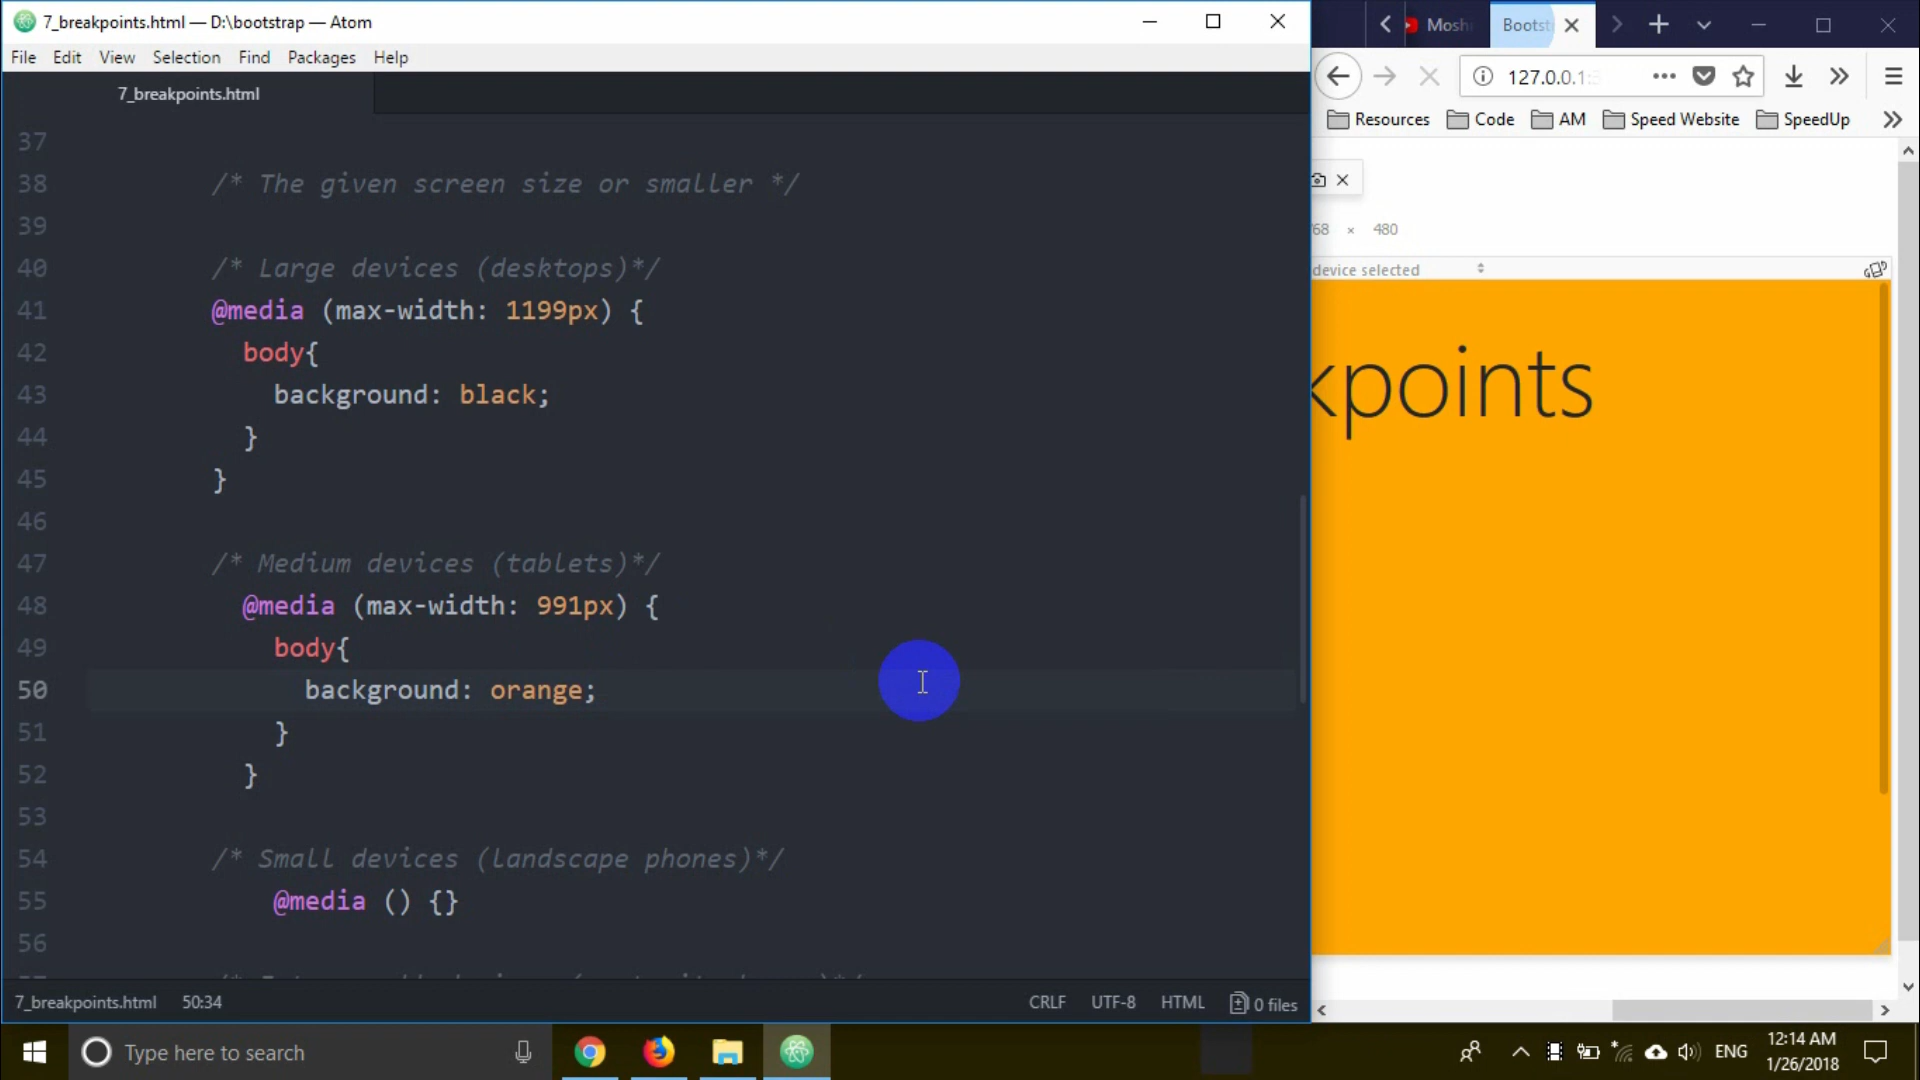 7_breakpoints.html — D:\bootstrap — Atom
File Edit View Selection Find Packages Help
7_breakpoints.html
37
38 /* The given screen size or smaller */
39
40 /* Large devices (desktops)*/
41 @media (max-width: 1199px) {
42 body{
43 background: black;
44 }
45 }
46
47 /* Medium devices (tablets)*/
48 @media (max-width: 991px) {
49 body{
50 background: orange;
51 }
52 }
53
54 /* Small devices (landscape phones)*/
55 @media () {}
56
7_breakpoints.html 50:34 CRLF UTF-8 HTML 0 files
Mosh
Bootst
127.0.0.1:
Resources Code AM Speed Website SpeedUp
68 × 480
device selected
kpoints
Type here to search
ENG
12:14 AM
1/26/2018